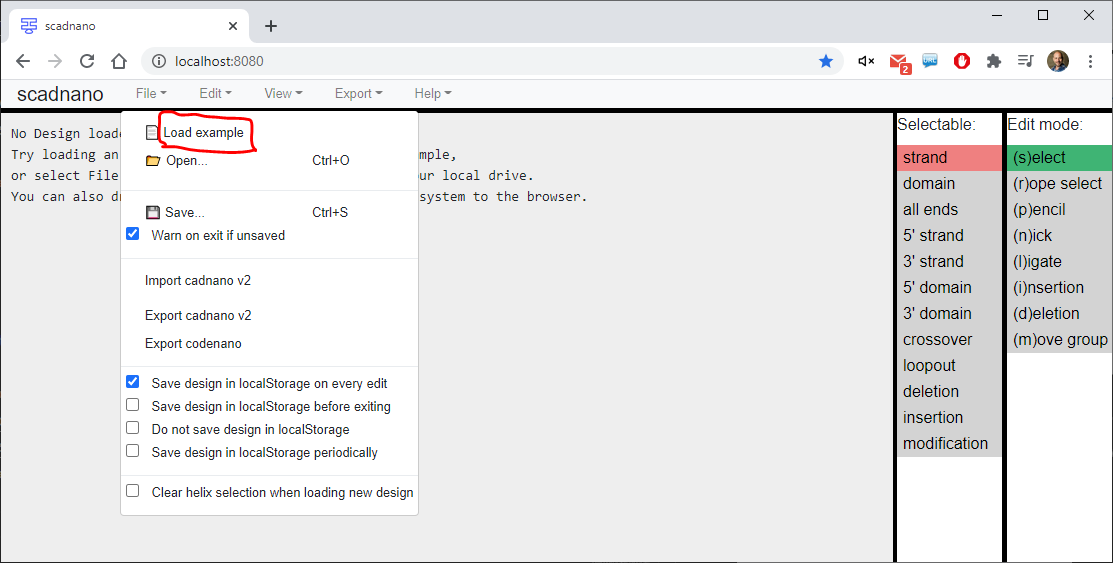 scadnano
localhost:8080
2
scadnano File Edit View Export Help
No Design loade
Try loading an mple,
or select File ur local drive.
You can also dr system to the browser.
Load example
Open... Ctrl+O
Save... Ctrl+S
Warn on exit if unsaved
Import cadnano v2
Export cadnano v2
Export codenano
Save design in localStorage on every edit
Save design in localStorage before exiting
Do not save design in localStorage
Save design in localStorage periodically
Clear helix selection when loading new design
Selectable:
strand
domain
all ends
5' strand
3' strand
5' domain
3' domain
crossover
loopout
deletion
insertion
modification
Edit mode:
(s)elect
(r)ope select
(p)encil
(n)ick
(l)igate
(i)nsertion
(d)eletion
(m)ove group